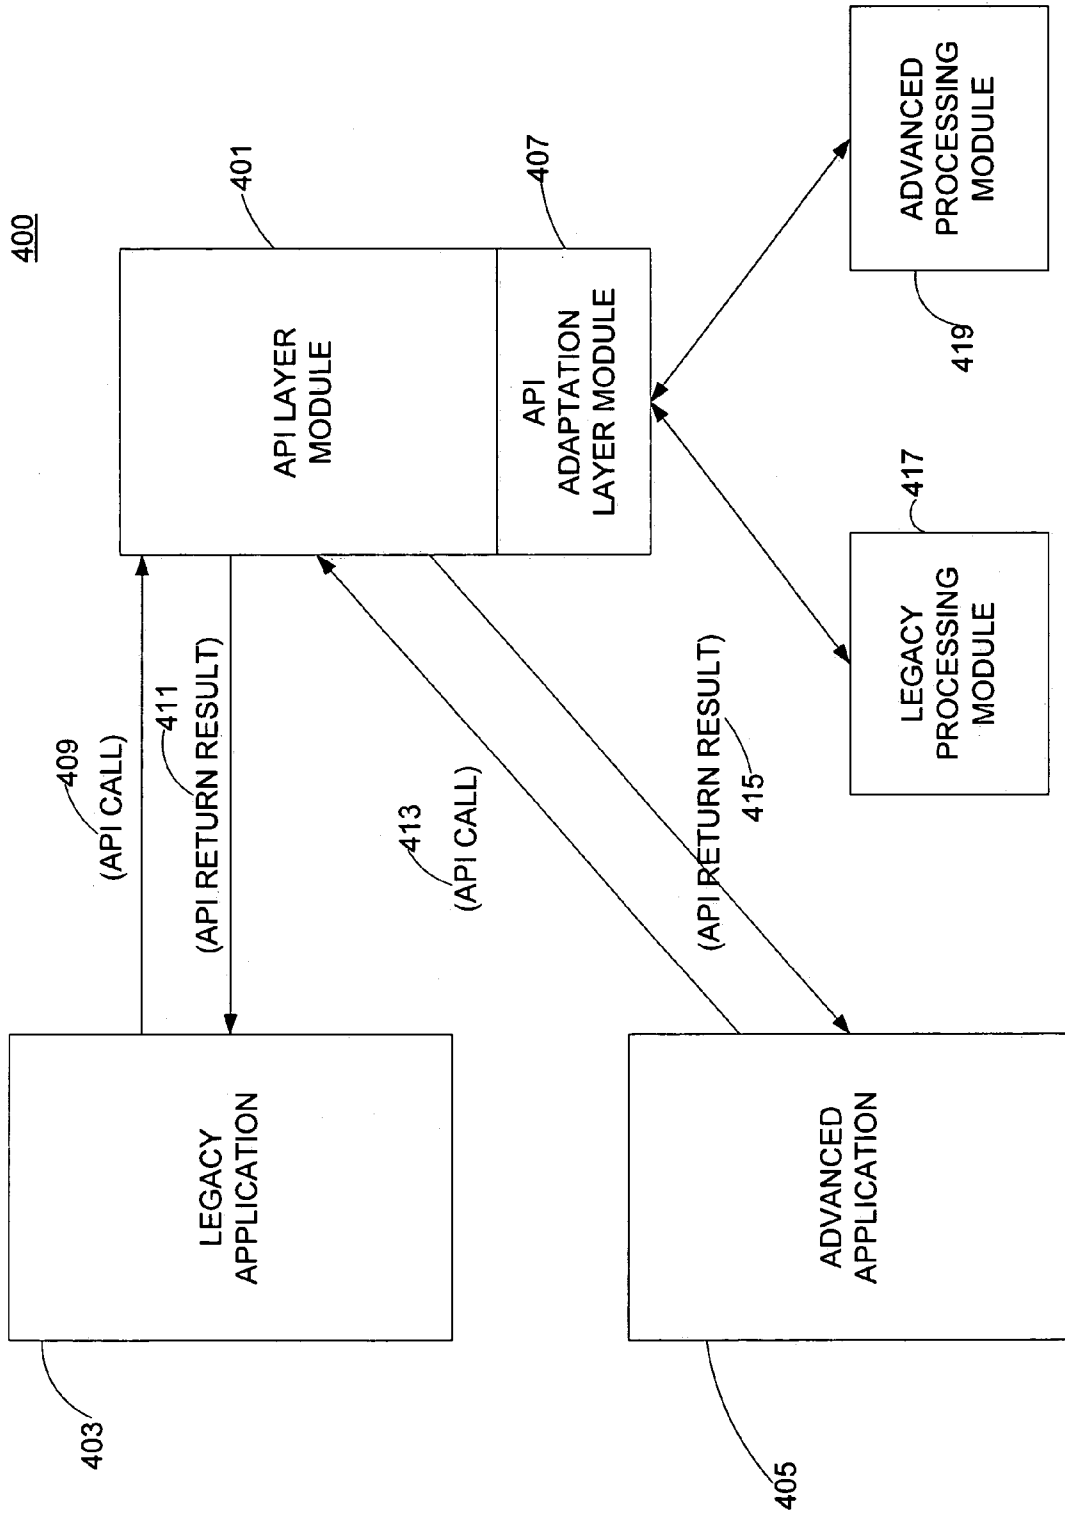 400
409
(API CALL)
411
(API RETURN RESULT)
403
LEGACY
APPLICATION
API LAYER
MODULE
401
API
ADAPTATION
LAYER MODULE
407
413
(API CALL)
(API RETURN RESULT)
415
405
ADVANCED
APPLICATION
LEGACY
PROCESSING
MODULE
417
ADVANCED
PROCESSING
MODULE
419